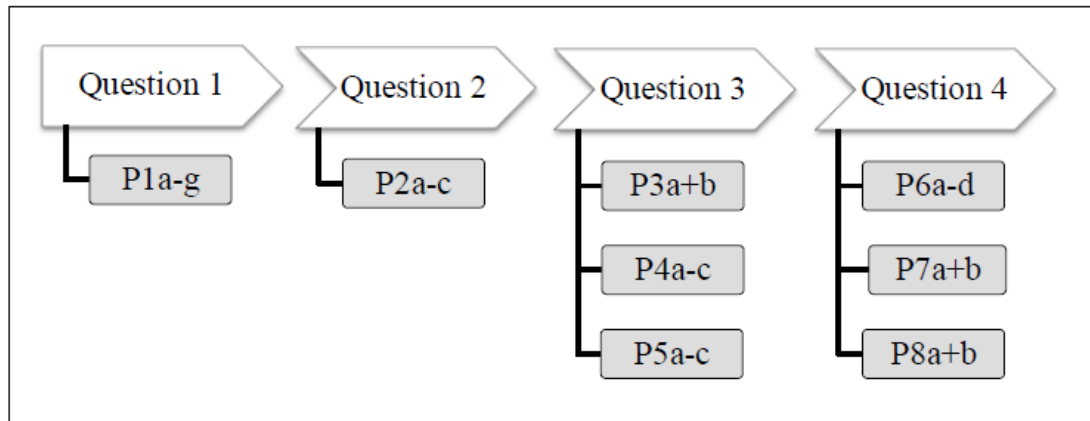 Question 1
P1a-g
Question 2
P2a-c
Question 3
P3a+b
P4a-c
P5a-c
Question 4
P6a-d
P7a+b
P8a+b